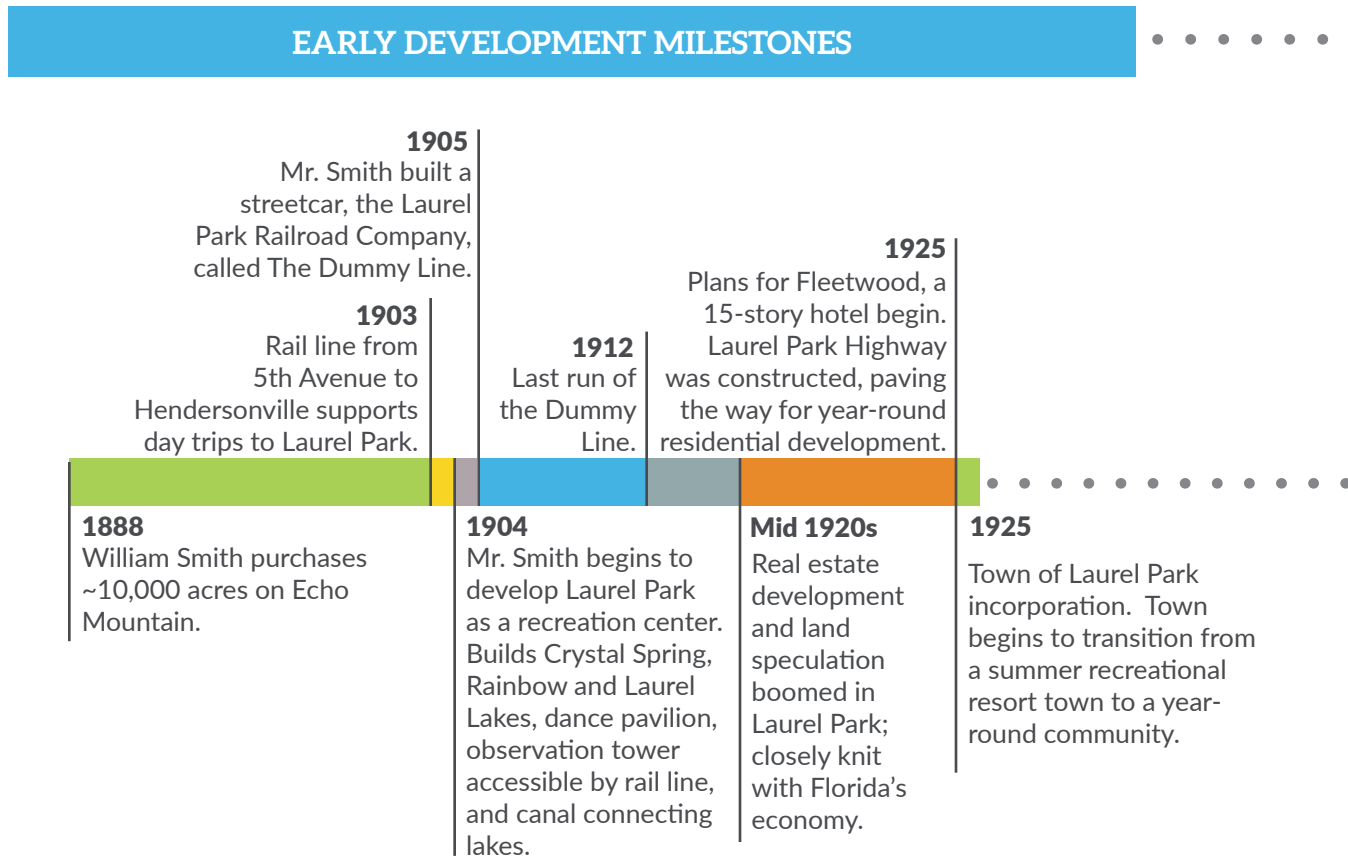 EARLY DEVELOPMENT MILESTONES
1905
Mr. Smith built a
streetcar, the Laurel
Park Railroad Company,
called The Dummy Line.
1903
Rail line from
5th Avenue to
Hendersonville supports
day trips to Laurel Park.
1912
Last run of
the Dummy
Line.
1925
Plans for Fleetwood, a
15-story hotel begin.
Laurel Park Highway
was constructed, paving
the way for year-round
residential development.
1888
William Smith purchases
~10,000 acres on Echo
Mountain.
1904
Mr. Smith begins to
develop Laurel Park
as a recreation center.
Builds Crystal Spring,
Rainbow and Laurel
Lakes, dance pavilion,
observation tower
accessible by rail line,
and canal connecting
lakes.
Mid 1920s
Real estate
development
and land
speculation
boomed in
Laurel Park;
closely knit
with Florida's
economy.
1925
Town of Laurel Park
incorporation.  Town
begins to transition from
a summer recreational
resort town to a year-
round community.